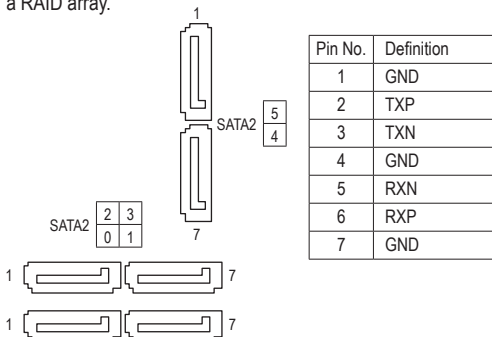 a RAID array.
1
SATA2
5
4
7
SATA2
2 3
0 1
1 7
1 7
Pin No. Definition
1 GND
2 TXP
3 TXN
4 GND
5 RXN
6 RXP
7 GND